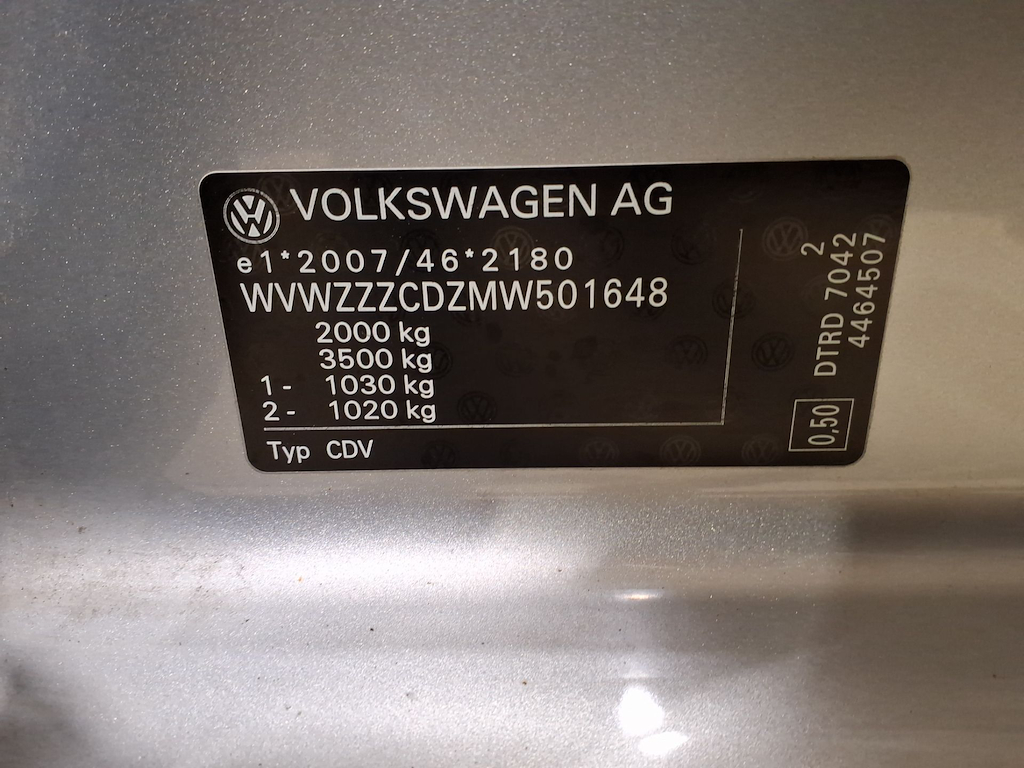 VOLKSWAGEN AG
e1*2007/46*2180
WVWZZZCDZMW501648
2000 kg
3500 kg
1- 1030 kg
2- 1020 kg
Typ CDV
2
DTRD 7042
4464507
0,50